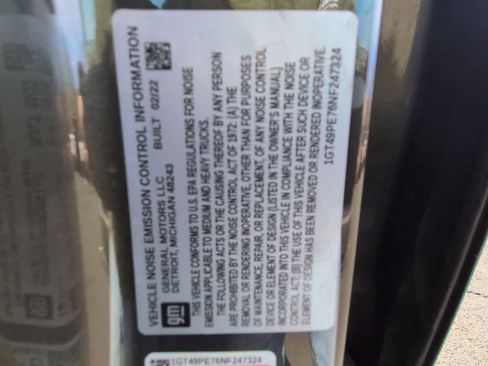 VEHICLE NOISE EMISSION CONTROL INFORMATION
GENERAL MOTORS LLC BUILT 02/22
DETROIT, MICHIGAN 48243
gm
THIS VEHICLE CONFORMS TO U.S. EPA REGULATIONS FOR NOISE
EMISSION APPLICABLE TO MEDIUM AND HEAVY TRUCKS.
THE FOLLOWING ACTS OR THE CAUSING THEREOF BY ANY PERSON
ARE PROHIBITED BY THE NOISE CONTROL ACT OF 1972: (A) THE
REMOVAL OR RENDERING INOPERATIVE, OTHER THAN FOR PURPOSES
OF MAINTENANCE, REPAIR, OR REPLACEMENT, OF ANY NOISE CONTROL
DEVICE OR ELEMENT OF DESIGN (LISTED IN THE OWNER'S MANUAL)
INCORPORATED INTO THIS VEHICLE IN COMPLIANCE WITH THE NOISE
CONTROL ACT; (B) THE USE OF THIS VEHICLE AFTER SUCH DEVICE OR
ELEMENT OF DESIGN HAS BEEN REMOVED OR RENDERED INOPERATIVE.
1GT49PE76NF247324
1GT49PE76NF247324